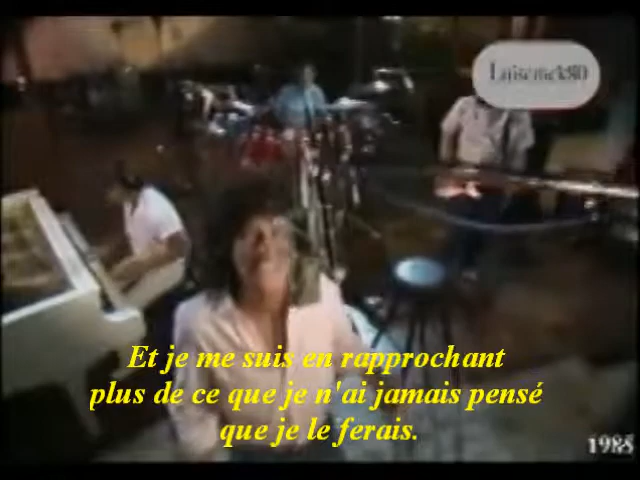 Luisemck80
Et je me suis en rapprochant
plus de ce que je n'ai jamais pensé
que je le ferais.
1985